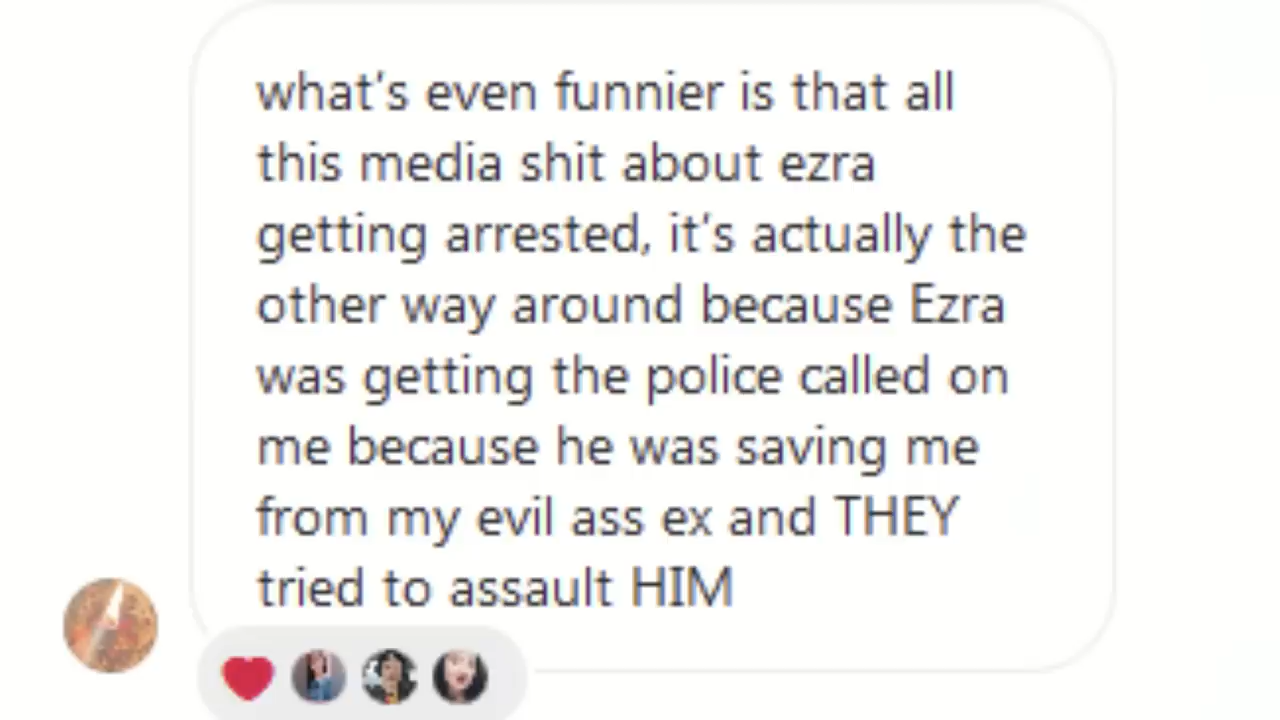 what's even funnier is that all
this media shit about ezra
getting arrested, it's actually the
other way around because Ezra
was getting the police called on
me because he was saving me
from my evil ass ex and THEY
tried to assault HIM